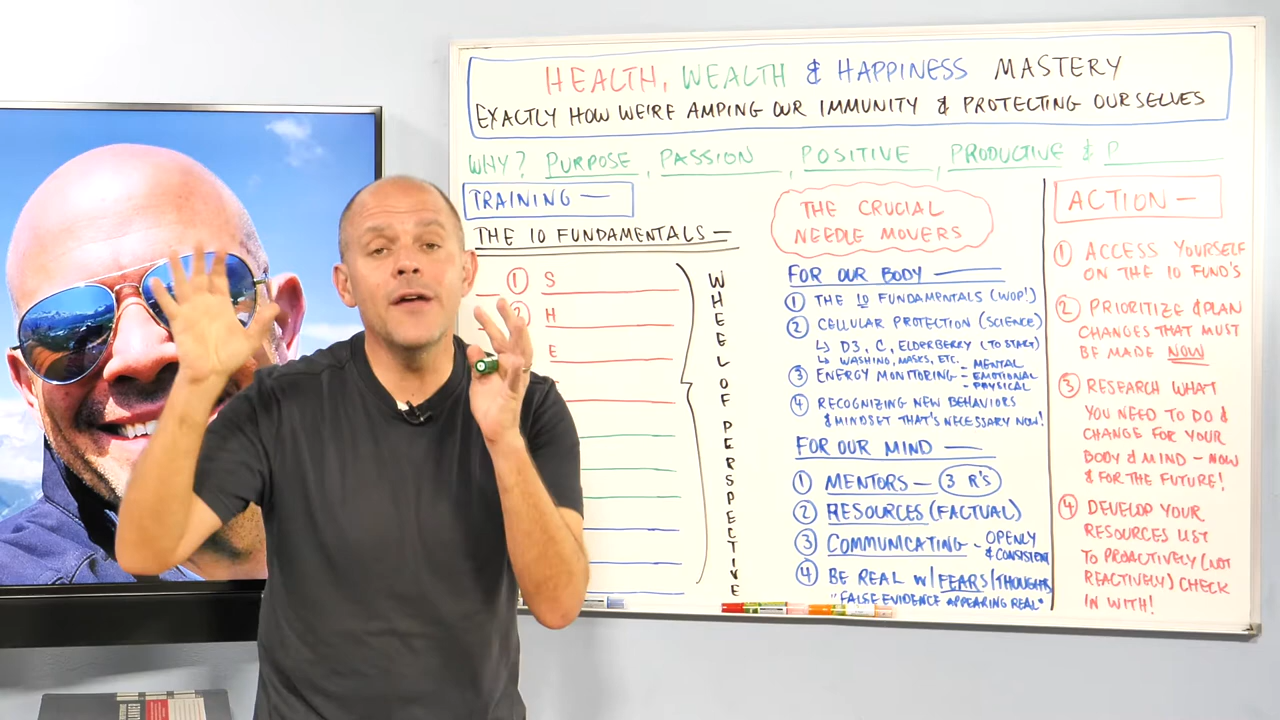 HEALTH, WEALTH & HAPPINESS MASTERY
EXACTLY HOW WE'RE AMPING OUR IMMUNITY & PROTECTING OURSELVES
WHY? PURPOSE, PASSION, POSITIVE, PRODUCTIVE & P
TRAINING —
THE 10 FUNDAMENTALS —
1 S
2 H
E
WHEEL OF PERSPECTIVE
THE CRUCIAL
NEEDLE MOVERS
FOR OUR BODY —
1 THE 10 FUNDAMENTALS (WOP!)
2 CELLULAR PROTECTION (SCIENCE)
↳ D3, C, ELDERBERRY (TO START)
↳ WASHING, MASKS, ETC.
3 ENERGY MONITORING - MENTAL
- EMOTIONAL
- PHYSICAL
4 RECOGNIZING NEW BEHAVIORS
& MINDSET THAT'S NECESSARY NOW!
FOR OUR MIND —
1 MENTORS - 3 R'S
2 RESOURCES (FACTUAL)
3 COMMUNICATING - OPENLY
& CONSISTENT
4 BE REAL W/ FEARS/THOUGHTS
"FALSE EVIDENCE APPEARING REAL"
ACTION —
1 ACCESS YOURSELF
ON THE 10 FUND'S
2 PRIORITIZE & PLAN
CHANGES THAT MUST
BE MADE NOW
3 RESEARCH WHAT
YOU NEED TO DO &
CHANGE FOR YOUR
BODY & MIND - NOW
& FOR THE FUTURE!
4 DEVELOP YOUR
RESOURCES LIST
TO PROACTIVELY (NOT
REACTIVELY) CHECK
IN WITH!